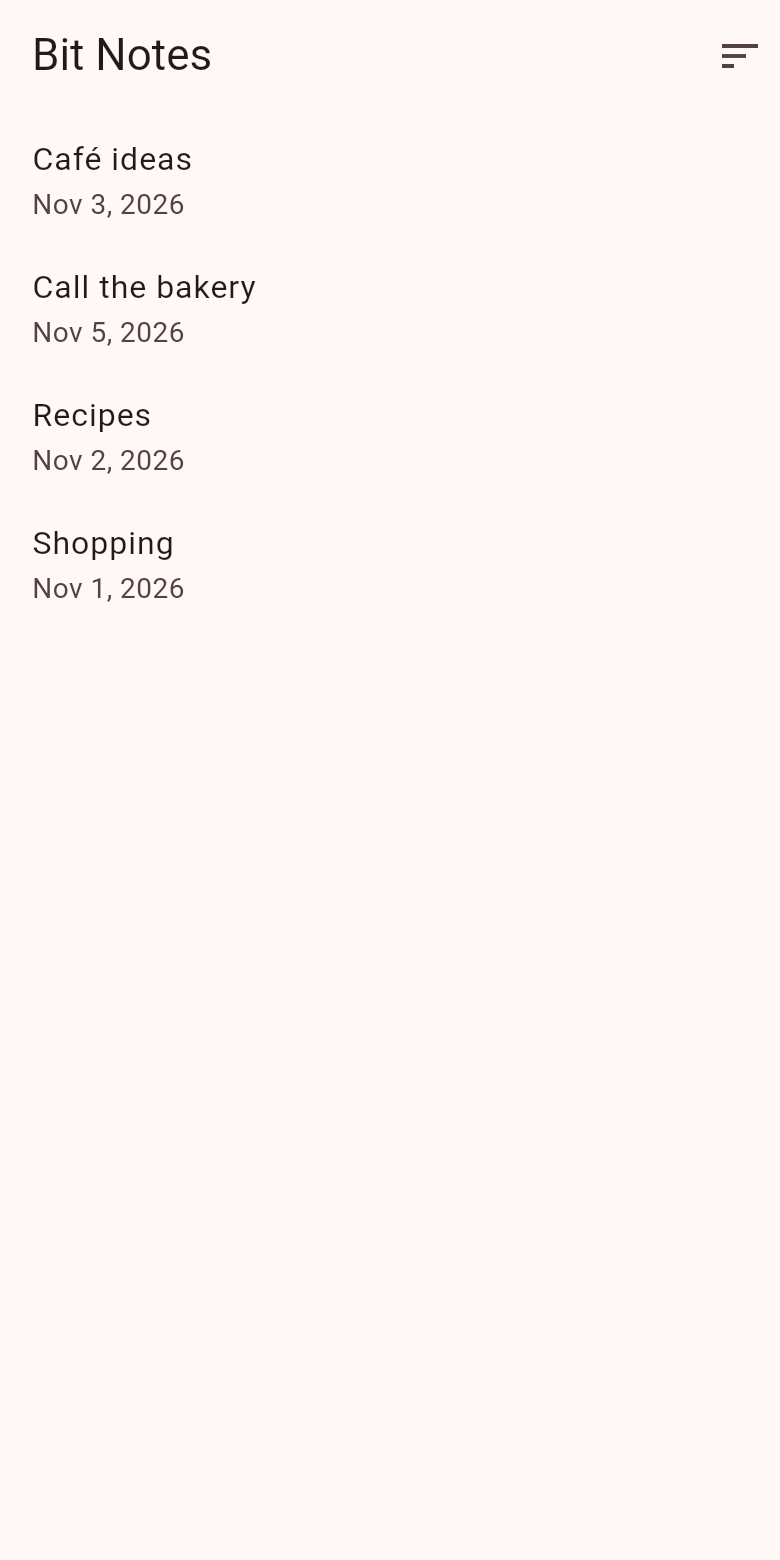 Bit Notes
Café ideas
Nov 3, 2026
Call the bakery
Nov 5, 2026
Recipes
Nov 2, 2026
Shopping
Nov 1, 2026